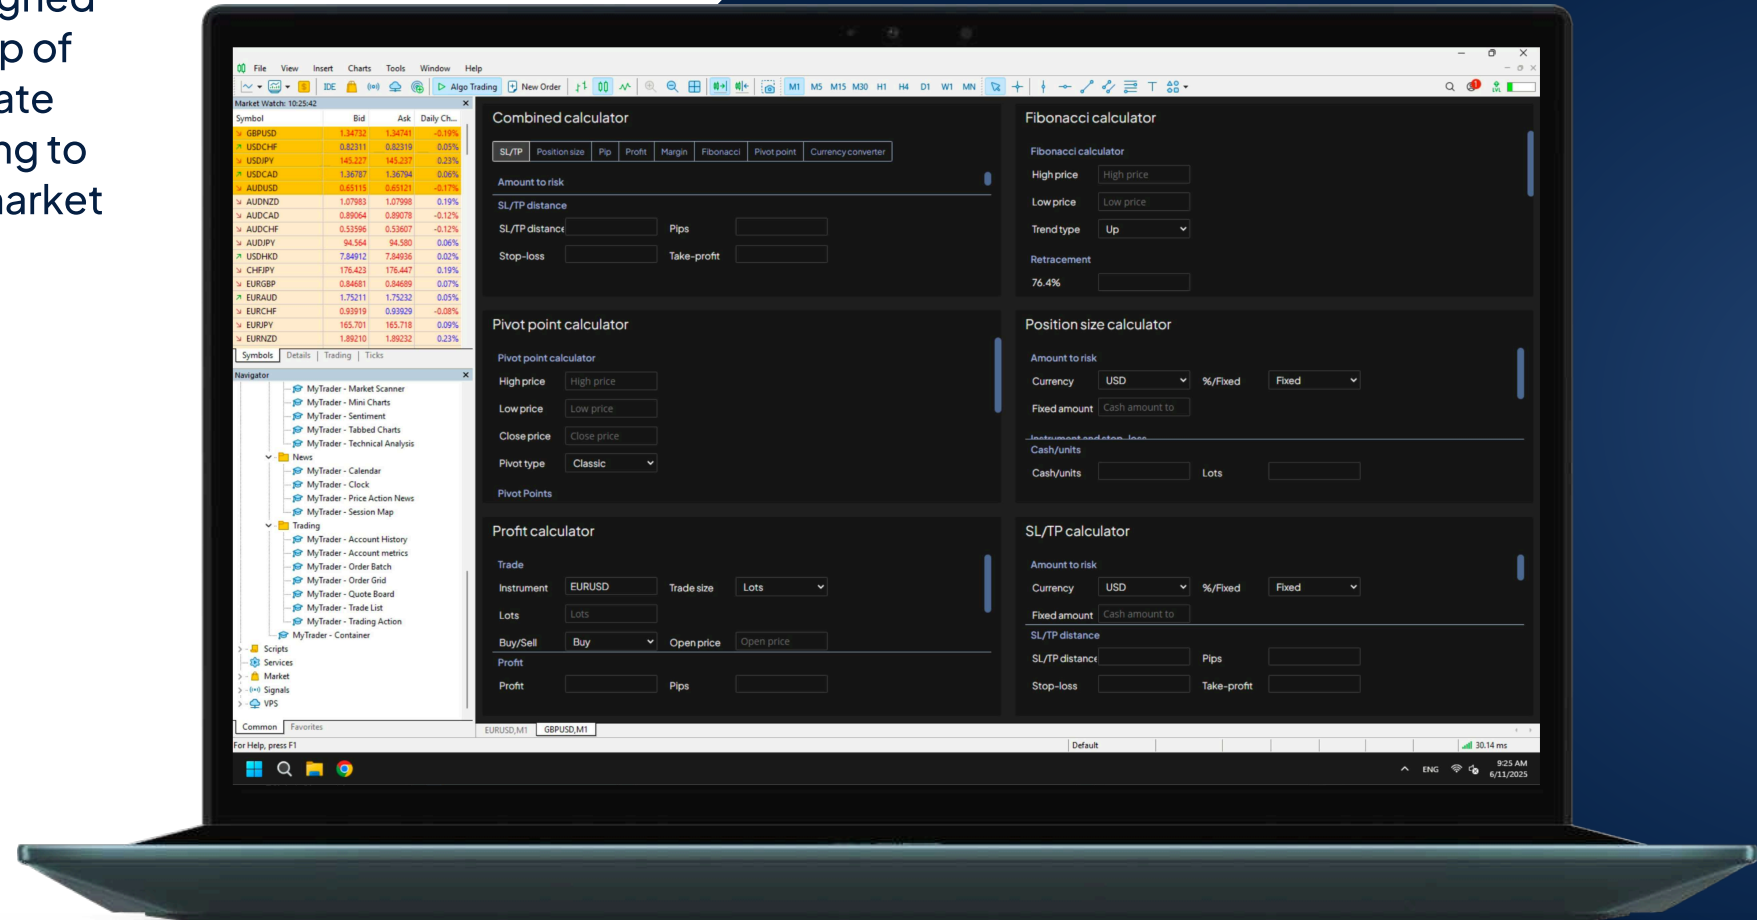 gned
p of
ate
ng to
narket
File View Insert Charts Tools Window Help
IDE Algo Trading New Order M1 M5 M15 M30 H1 H4 D1 W1 MN
Market Watch: 10:25:42
Symbol Bid Ask Daily Ch...
GBPUSD 1.34732 1.34741 -0.19%
USDCHF 0.82311 0.82319 0.05%
USDJPY 145.227 145.237 0.23%
USDCAD 1.36787 1.36794 0.06%
AUDUSD 0.65115 0.65121 -0.17%
AUDNZD 1.07983 1.07998 0.19%
AUDCAD 0.89064 0.89078 -0.12%
AUDCHF 0.53596 0.53607 -0.12%
AUDJPY 94.564 94.580 0.06%
USDHKD 7.84912 7.84936 0.02%
CHFJPY 176.423 176.447 0.19%
EURGBP 0.84681 0.84689 0.07%
EURAUD 1.75211 1.75232 0.05%
EURCHF 0.93919 0.93929 -0.08%
EURJPY 165.701 165.718 0.09%
EURNZD 1.89210 1.89232 0.23%
Symbols Details Trading Ticks
Navigator
MyTrader - Market Scanner
MyTrader - Mini Charts
MyTrader - Sentiment
MyTrader - Tabbed Charts
MyTrader - Technical Analysis
News
MyTrader - Calendar
MyTrader - Clock
MyTrader - Price Action News
MyTrader - Session Map
Trading
MyTrader - Account History
MyTrader - Account metrics
MyTrader - Order Batch
MyTrader - Order Grid
MyTrader - Quote Board
MyTrader - Trade List
MyTrader - Trading Action
MyTrader - Container
Scripts
Services
Market
Signals
VPS
Common Favorites
For Help, press F1
Combined calculator
SL/TP Position size Pip Profit Margin Fibonacci Pivot point Currency converter
Amount to risk
SL/TP distance
SL/TP distance Pips
Stop-loss Take-profit
Fibonacci calculator
Fibonacci calculator
High price High price
Low price Low price
Trend type Up
Retracement
76.4%
Pivot point calculator
Pivot point calculator
High price High price
Low price Low price
Close price Close price
Pivot type Classic
Pivot Points
Position size calculator
Amount to risk
Currency USD %/Fixed Fixed
Fixed amount Cash amount to
Instrument and stop-loss
Cash/units
Cash/units Lots
Profit calculator
Trade
Instrument EURUSD Trade size Lots
Lots Lots
Buy/Sell Buy Open price Open price
Profit
Profit Pips
SL/TP calculator
Amount to risk
Currency USD %/Fixed Fixed
Fixed amount Cash amount to
SL/TP distance
SL/TP distance Pips
Stop-loss Take-profit
EURUSD,M1 GBPUSD,M1
Default 30.14 ms
ENG 9:25 AM
6/11/2025